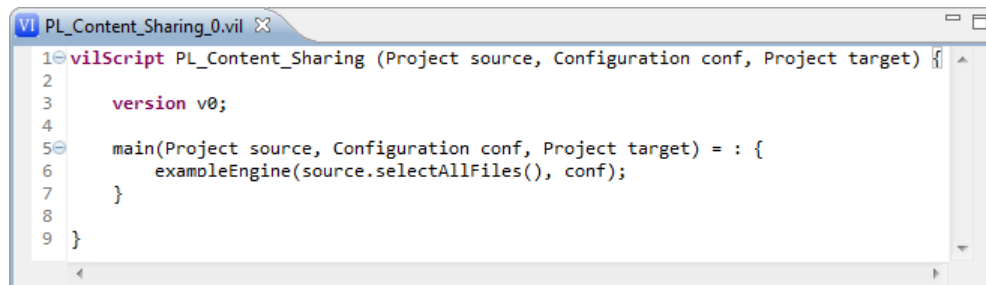 VI PL_Content_Sharing_0.vil
1 vilScript PL_Content_Sharing (Project source, Configuration conf, Project target) {
2
3 version v0;
4
5 main(Project source, Configuration conf, Project target) = : {
6 exampleEngine(source.selectAllFiles(), conf);
7 }
8
9 }